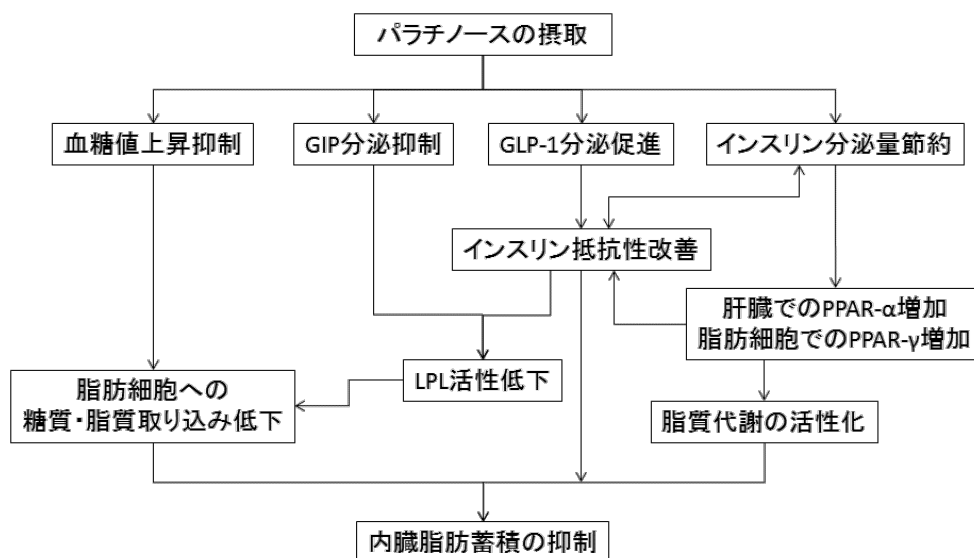 パラチノースの摂取
血糖値上昇抑制
GIP分泌抑制
GLP-1分泌促進
インスリン分泌量節約
インスリン抵抗性改善
肝臓でのPPAR-α増加
脂肪細胞でのPPAR-γ増加
LPL活性低下
脂肪細胞への
糖質・脂質取り込み低下
脂質代謝の活性化
内臓脂肪蓄積の抑制